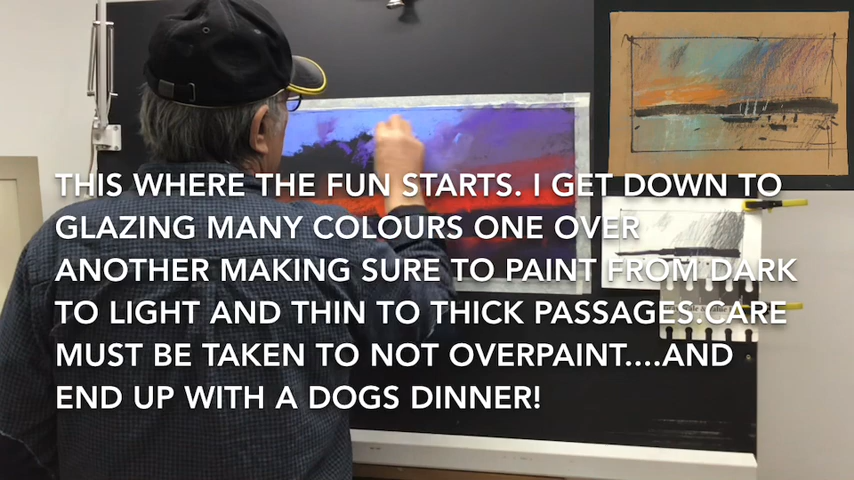 THIS WHERE THE FUN STARTS. I GET DOWN TO
GLAZING MANY COLOURS ONE OVER
ANOTHER MAKING SURE TO PAINT FROM DARK
TO LIGHT AND THIN TO THICK PASSAGES.CARE
MUST BE TAKEN TO NOT OVERPAINT....AND
END UP WITH A DOGS DINNER!